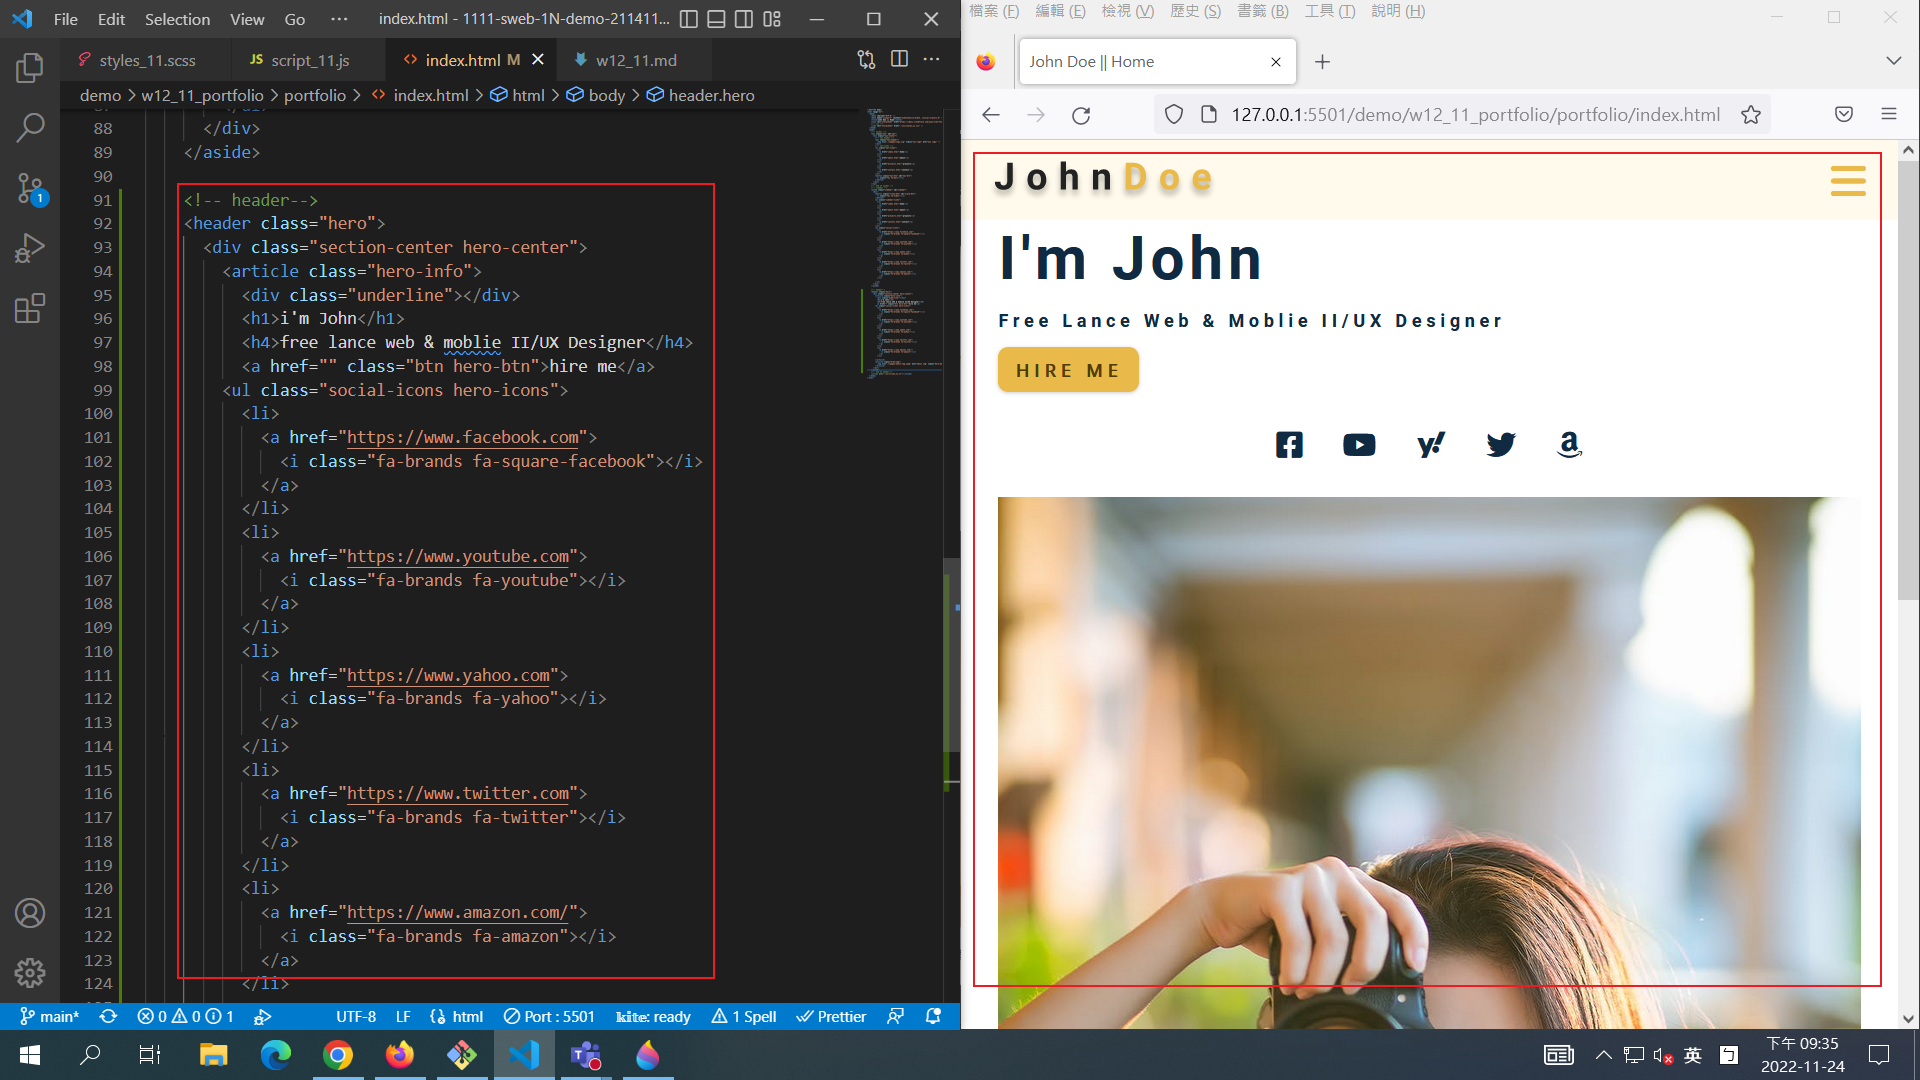 File Edit Selection View Go ··· index.html - 1111-sweb-1N-demo-211411...
styles_11.scss JS script_11.js index.html M w12_11.md
demo > w12_11_portfolio > portfolio > index.html > html > body > header.hero
88 </div>
89 </aside>
90
91 <!-- header-->
92 <header class="hero">
93 <div class="section-center hero-center">
94 <article class="hero-info">
95 <div class="underline"></div>
96 <h1>i'm John</h1>
97 <h4>free lance web & moblie II/UX Designer</h4>
98 <a href="" class="btn hero-btn">hire me</a>
99 <ul class="social-icons hero-icons">
100 <li>
101 <a href="https://www.facebook.com">
102 <i class="fa-brands fa-square-facebook"></i>
103 </a>
104 </li>
105 <li>
106 <a href="https://www.youtube.com">
107 <i class="fa-brands fa-youtube"></i>
108 </a>
109 </li>
110 <li>
111 <a href="https://www.yahoo.com">
112 <i class="fa-brands fa-yahoo"></i>
113 </a>
114 </li>
115 <li>
116 <a href="https://www.twitter.com">
117 <i class="fa-brands fa-twitter"></i>
118 </a>
119 </li>
120 <li>
121 <a href="https://www.amazon.com/">
122 <i class="fa-brands fa-amazon"></i>
123 </a>
124 </li>
1
main* 0 0 1 UTF-8 LF html Port : 5501 kite: ready 1 Spell Prettier
檔案 (F) 編輯 (E) 檢視 (V) 歷史 (S) 書籤 (B) 工具 (T) 說明 (H)
John Doe || Home
127.0.0.1:5501/demo/w12_11_portfolio/portfolio/index.html
JohnDoe
I'm John
Free Lance Web & Moblie II/UX Designer
HIRE ME
英 ㄅ
下午 09:35
2022-11-24